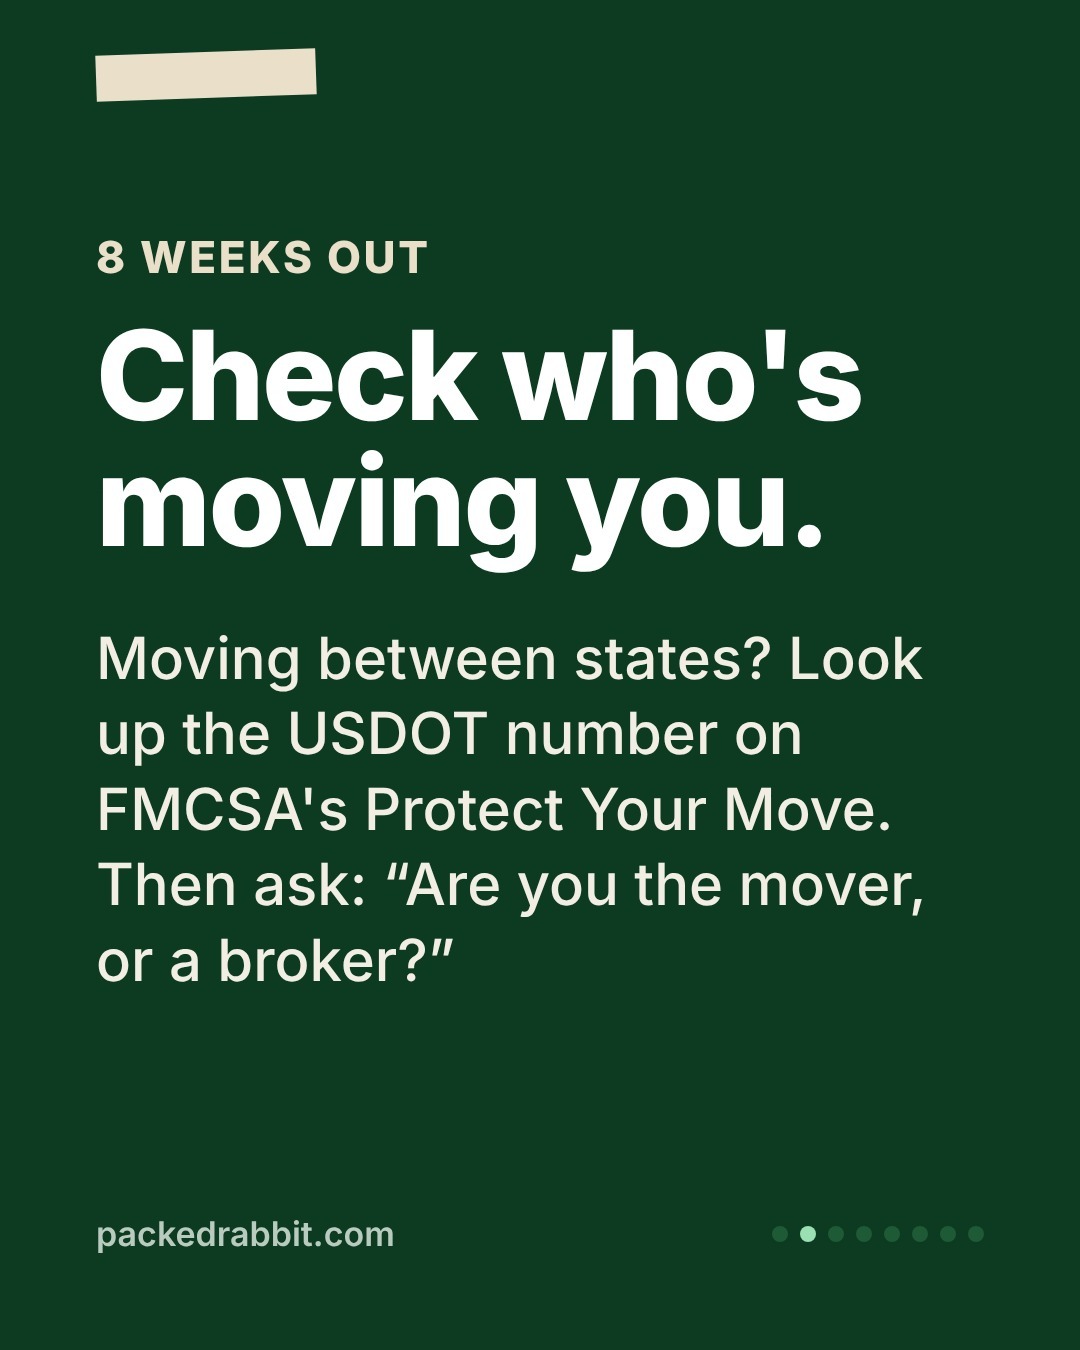 8 WEEKS OUT
Check who's
moving you.
Moving between states? Look
up the USDOT number on
FMCSA's Protect Your Move.
Then ask: “Are you the mover,
or a broker?”
packedrabbit.com